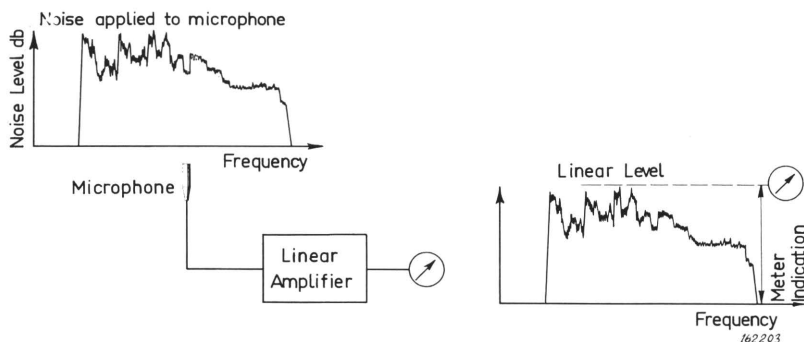 Noise applied to microphone
Noise Level db
Frequency
Microphone
Linear
Amplifier
Linear Level
Meter
Indication
Frequency
162203